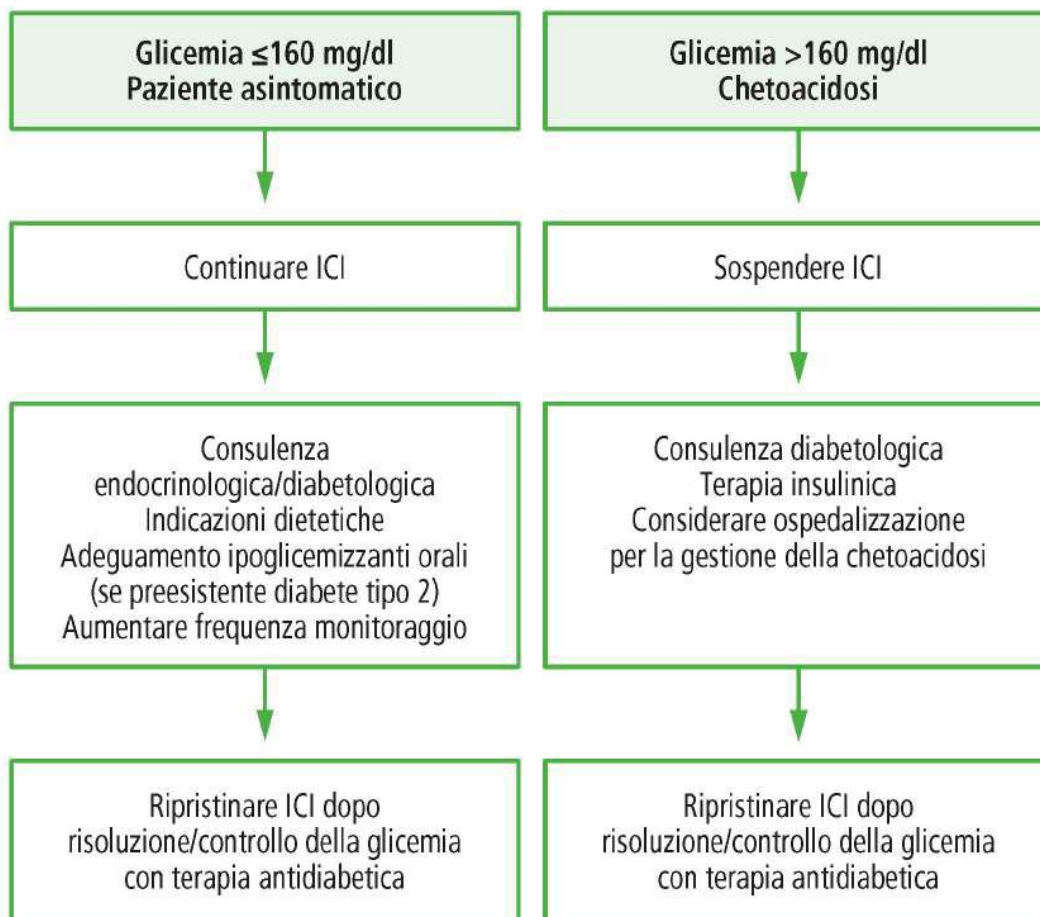 Glicemia ≤160 mg/dl
Paziente asintomatico
Glicemia >160 mg/dl
Chetoacidosi
Continuare ICI
Sospendere ICI
Consulenza
endocrinologica/diabetologica
Indicazioni dietetiche
Adeguamento ipoglicemizzanti orali
(se preesistente diabete tipo 2)
Aumentare frequenza monitoraggio
Consulenza diabetologica
Terapia insulinica
Considerare ospedalizzazione
per la gestione della chetoacidosi
Ripristinare ICI dopo
risoluzione/controllo della glicemia
con terapia antidiabetica
Ripristinare ICI dopo
risoluzione/controllo della glicemia
con terapia antidiabetica